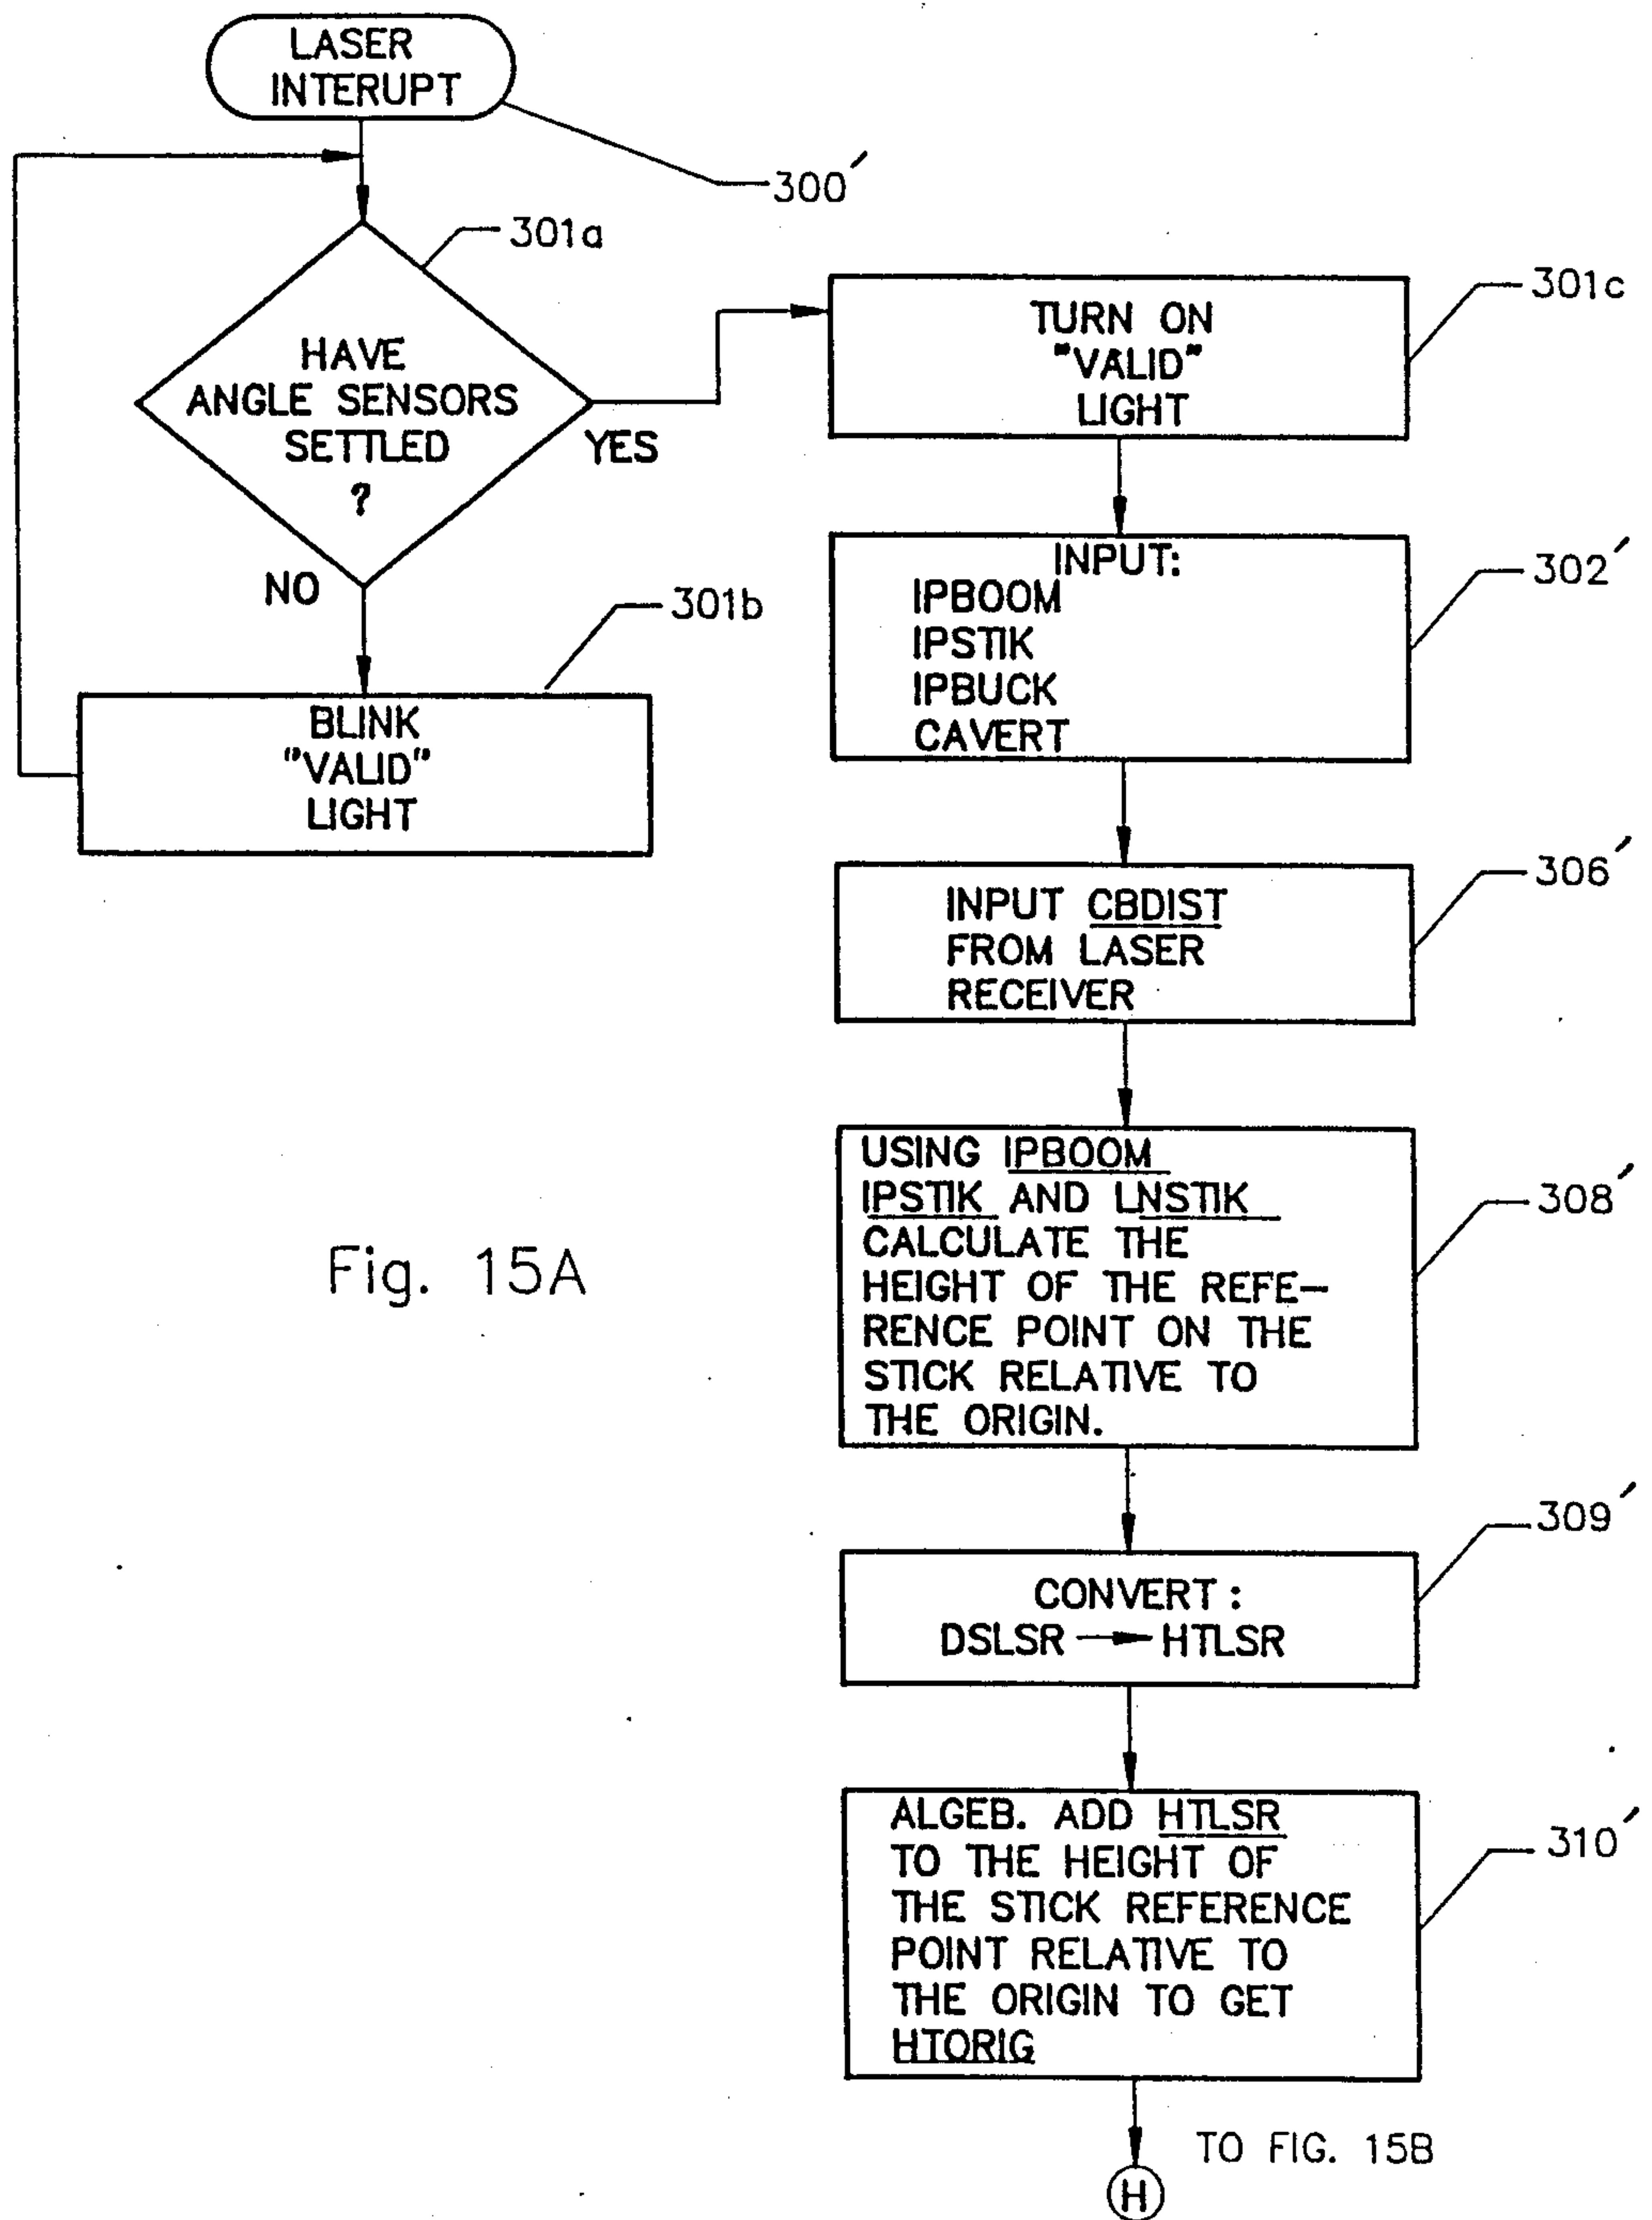 LASER
INTERUPT
300'
301a
HAVE
ANGLE SENSORS
SETTLED
?
YES
NO
301b
BLINK
"VALID"
LIGHT
301c
TURN ON
"VALID"
LIGHT
302'
INPUT:
IPBOOM
IPSTIK
IPBUCK
CAVERT
306'
INPUT CBDIST
FROM LASER
RECEIVER
308'
USING IPBOOM
IPSTIK AND LNSTIK
CALCULATE THE
HEIGHT OF THE REFE-
RENCE POINT ON THE
STICK RELATIVE TO
THE ORIGIN.
309'
CONVERT:
DSLSR → HTLSR
310'
ALGEB. ADD HTLSR
TO THE HEIGHT OF
THE STICK REFERENCE
POINT RELATIVE TO
THE ORIGIN TO GET
HTORIG
TO FIG. 15B
H
Fig. 15A